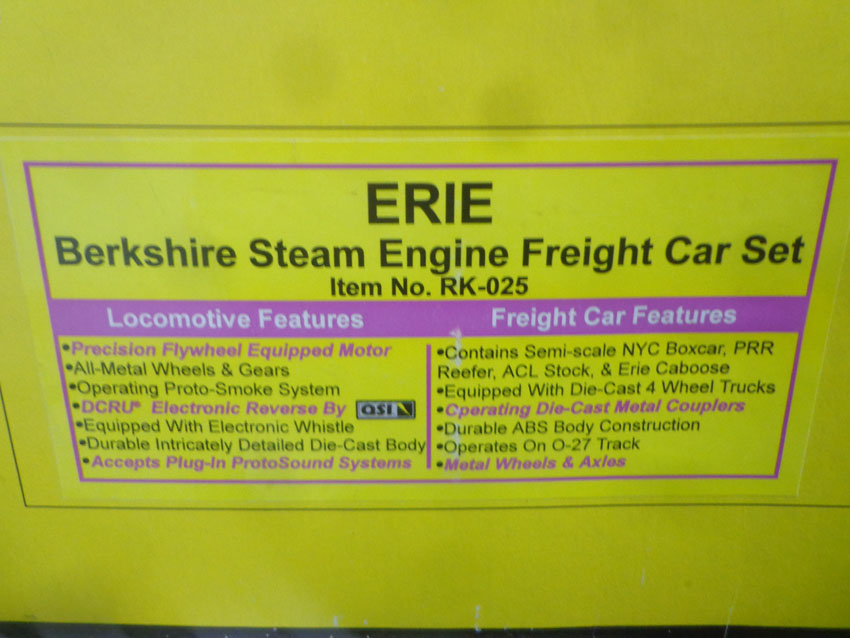 ERIE
Berkshire Steam Engine Freight Car Set
Item No. RK-025
Locomotive Features
•Precision Flywheel Equipped Motor
•All-Metal Wheels & Gears
•Operating Proto-Smoke System
•DCRU® Electronic Reverse By QSI
•Equipped With Electronic Whistle
•Durable Intricately Detailed Die-Cast Body
•Accepts Plug-In ProtoSound Systems
Freight Car Features
•Contains Semi-scale NYC Boxcar, PRR
Reefer, ACL Stock, & Erie Caboose
•Equipped With Die-Cast 4 Wheel Trucks
•Operating Die-Cast Metal Couplers
•Durable ABS Body Construction
•Operates On O-27 Track
•Metal Wheels & Axles